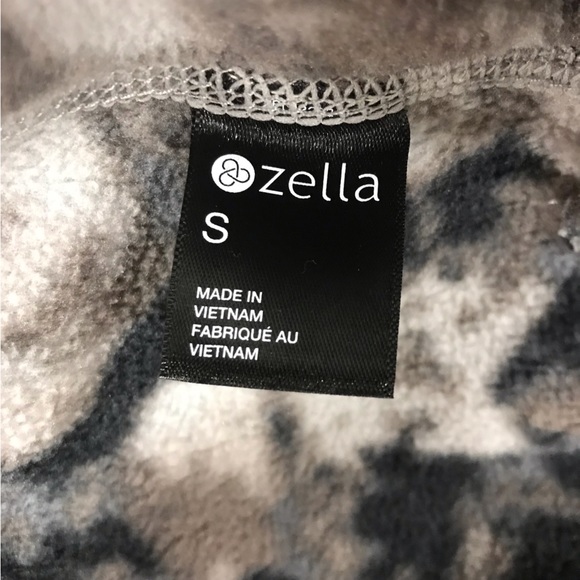 zella
S
MADE IN
VIETNAM
FABRIQUÉ AU
VIETNAM